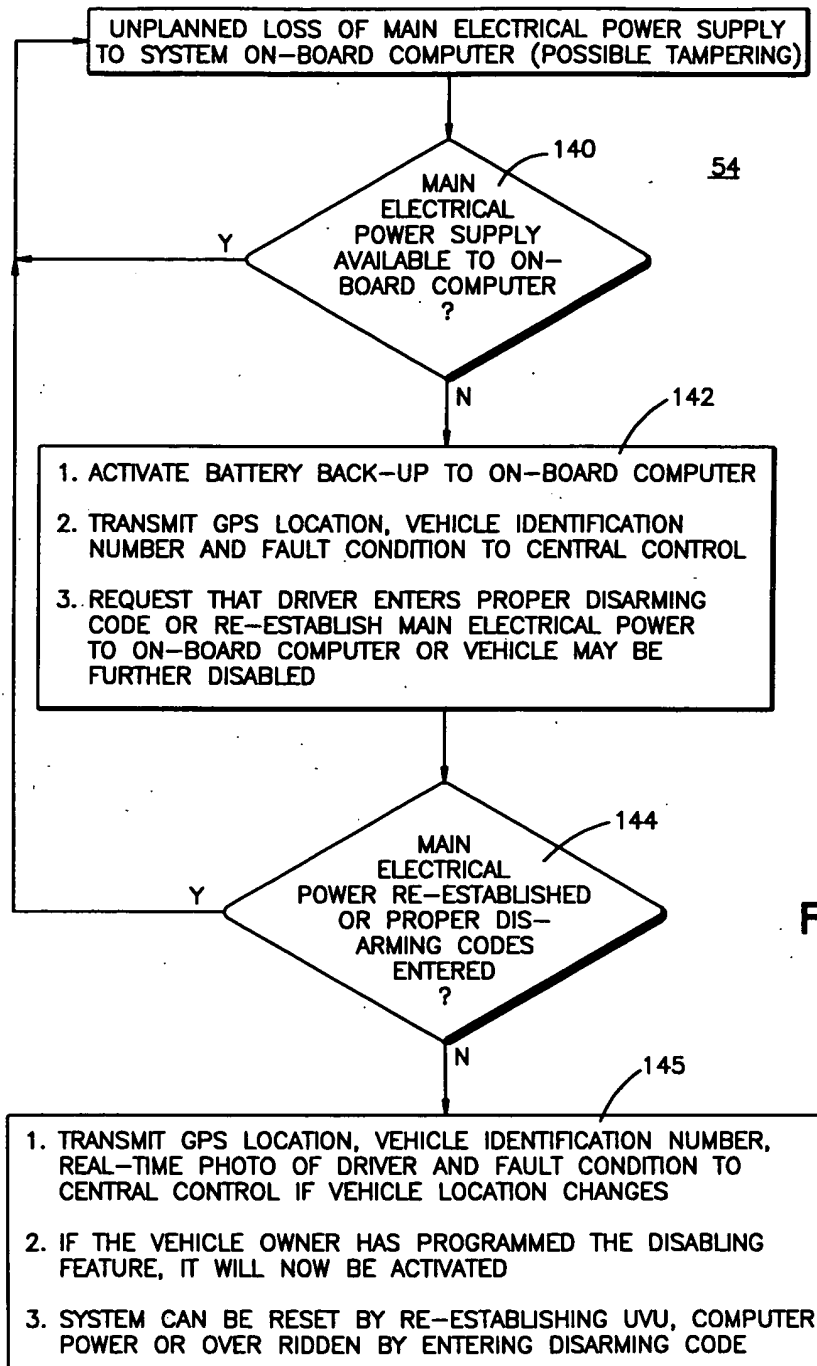 UNPLANNED LOSS OF MAIN ELECTRICAL POWER SUPPLY
TO SYSTEM ON-BOARD COMPUTER (POSSIBLE TAMPERING)
140
54
MAIN
ELECTRICAL
POWER SUPPLY
AVAILABLE TO ON-
BOARD COMPUTER
?
Y
N
142
1. ACTIVATE BATTERY BACK-UP TO ON-BOARD COMPUTER
2. TRANSMIT GPS LOCATION, VEHICLE IDENTIFICATION
NUMBER AND FAULT CONDITION TO CENTRAL CONTROL
3. REQUEST THAT DRIVER ENTERS PROPER DISARMING
CODE OR RE-ESTABLISH MAIN ELECTRICAL POWER
TO ON-BOARD COMPUTER OR VEHICLE MAY BE
FURTHER DISABLED
144
MAIN
ELECTRICAL
POWER RE-ESTABLISHED
OR PROPER DIS-
ARMING CODES
ENTERED
?
Y
F
N
145
1. TRANSMIT GPS LOCATION, VEHICLE IDENTIFICATION NUMBER,
REAL-TIME PHOTO OF DRIVER AND FAULT CONDITION TO
CENTRAL CONTROL IF VEHICLE LOCATION CHANGES
2. IF THE VEHICLE OWNER HAS PROGRAMMED THE DISABLING
FEATURE, IT WILL NOW BE ACTIVATED
3. SYSTEM CAN BE RESET BY RE-ESTABLISHING UVU, COMPUTER
POWER OR OVER RIDDEN BY ENTERING DISARMING CODE